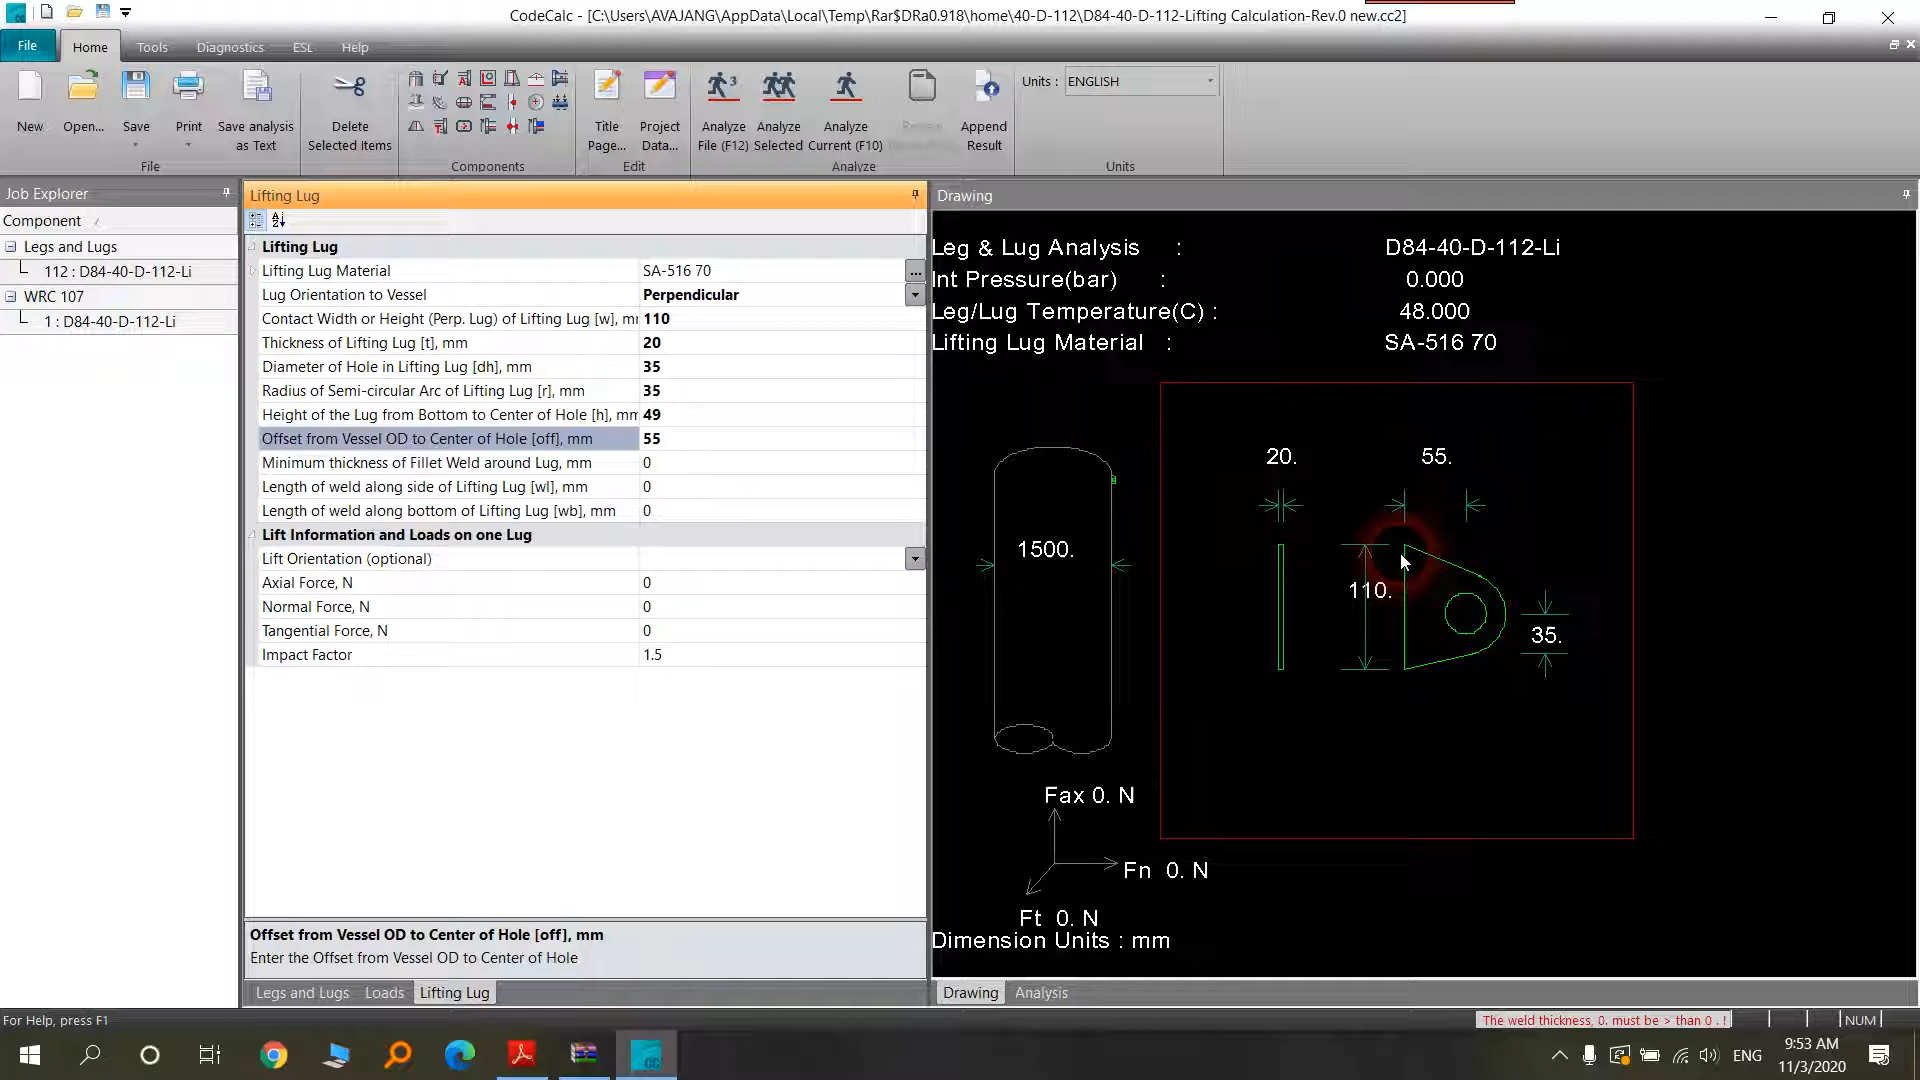 CodeCalc - [C:\Users\AVAJANG\AppData\Local\Temp\Rar$DRa0.918\home\40-D-112\D84-40-D-112-Lifting Calculation-Rev.0 new.cc2]
File Home Tools Diagnostics ESL Help
New Open... Save Print Save analysis as Text
Delete Selected Items
Title Page... Project Data...
Analyze File (F12) Analyze Selected Analyze Current (F10)
Append Result
Units : ENGLISH
File Components Edit Analyze Units
Job Explorer
Component
Legs and Lugs
112 : D84-40-D-112-Li
WRC 107
1 : D84-40-D-112-Li
Lifting Lug
Lifting Lug
Lifting Lug Material SA-516 70 ...
Lug Orientation to Vessel Perpendicular
Contact Width or Height (Perp. Lug) of Lifting Lug [w], mr 110
Thickness of Lifting Lug [t], mm 20
Diameter of Hole in Lifting Lug [dh], mm 35
Radius of Semi-circular Arc of Lifting Lug [r], mm 35
Height of the Lug from Bottom to Center of Hole [h], mm 49
Offset from Vessel OD to Center of Hole [off], mm 55
Minimum thickness of Fillet Weld around Lug, mm 0
Length of weld along side of Lifting Lug [wl], mm 0
Length of weld along bottom of Lifting Lug [wb], mm 0
Lift Information and Loads on one Lug
Lift Orientation (optional)
Axial Force, N 0
Normal Force, N 0
Tangential Force, N 0
Impact Factor 1.5
Offset from Vessel OD to Center of Hole [off], mm
Enter the Offset from Vessel OD to Center of Hole
Legs and Lugs Loads Lifting Lug
Drawing
Leg & Lug Analysis : D84-40-D-112-Li
Int Pressure(bar) : 0.000
Leg/Lug Temperature(C) : 48.000
Lifting Lug Material : SA-516 70
20. 55.
1500.
110.
35.
Fax 0. N
Fn 0. N
Ft 0. N
Dimension Units : mm
Drawing Analysis
For Help, press F1
The weld thickness, 0. must be > than 0 . !
NUM
ENG
9:53 AM
11/3/2020